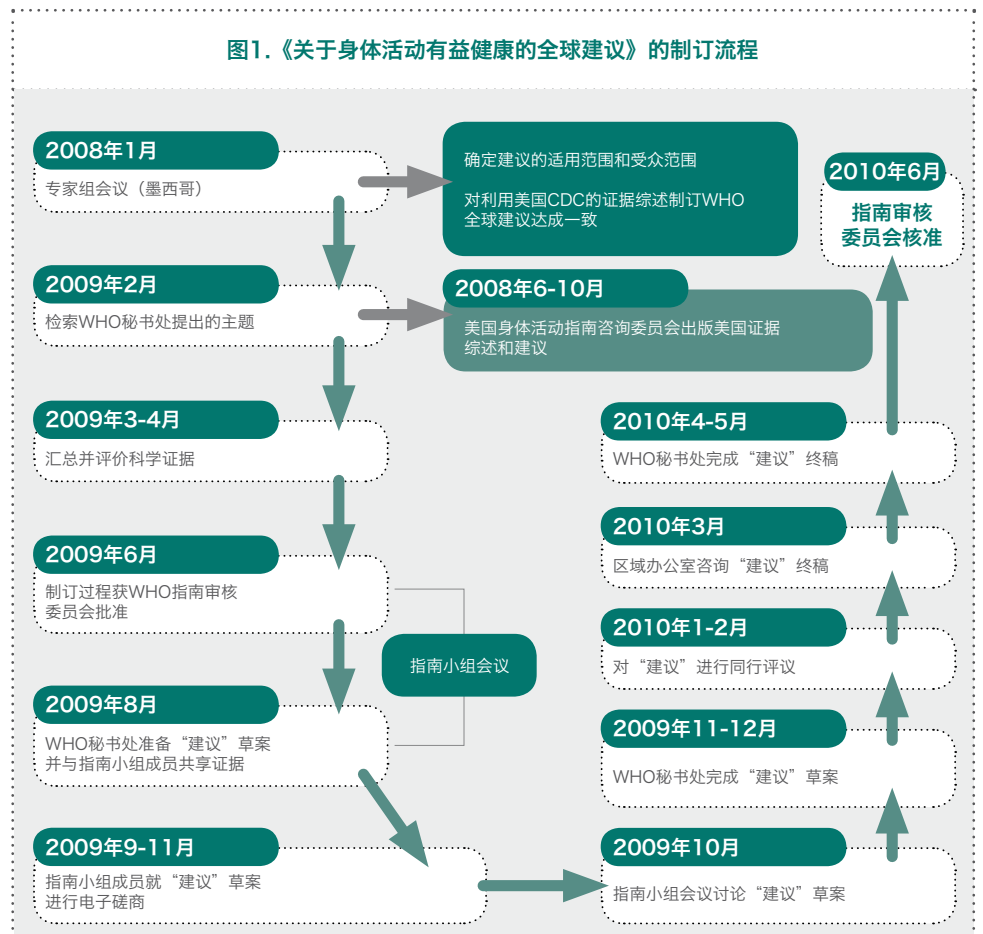 图1.《关于身体活动有益健康的全球建议》的制订流程
2008年1月
专家组会议（墨西哥）
确定建议的适用范围和受众范围
对利用美国CDC的证据综述制订WHO
全球建议达成一致
2009年2月
检索WHO秘书处提出的主题
2008年6-10月
美国身体活动指南咨询委员会出版美国证据
综述和建议
2009年3-4月
汇总并评价科学证据
2009年6月
制订过程获WHO指南审核
委员会批准
指南小组会议
2009年8月
WHO秘书处准备“建议”草案
并与指南小组成员共享证据
2009年9-11月
指南小组成员就“建议”草案
进行电子磋商
2009年10月
指南小组会议讨论“建议”草案
2009年11-12月
WHO秘书处完成“建议”草案
2010年1-2月
对“建议”进行同行评议
2010年3月
区域办公室咨询“建议”终稿
2010年4-5月
WHO秘书处完成“建议”终稿
2010年6月
指南审核
委员会核准